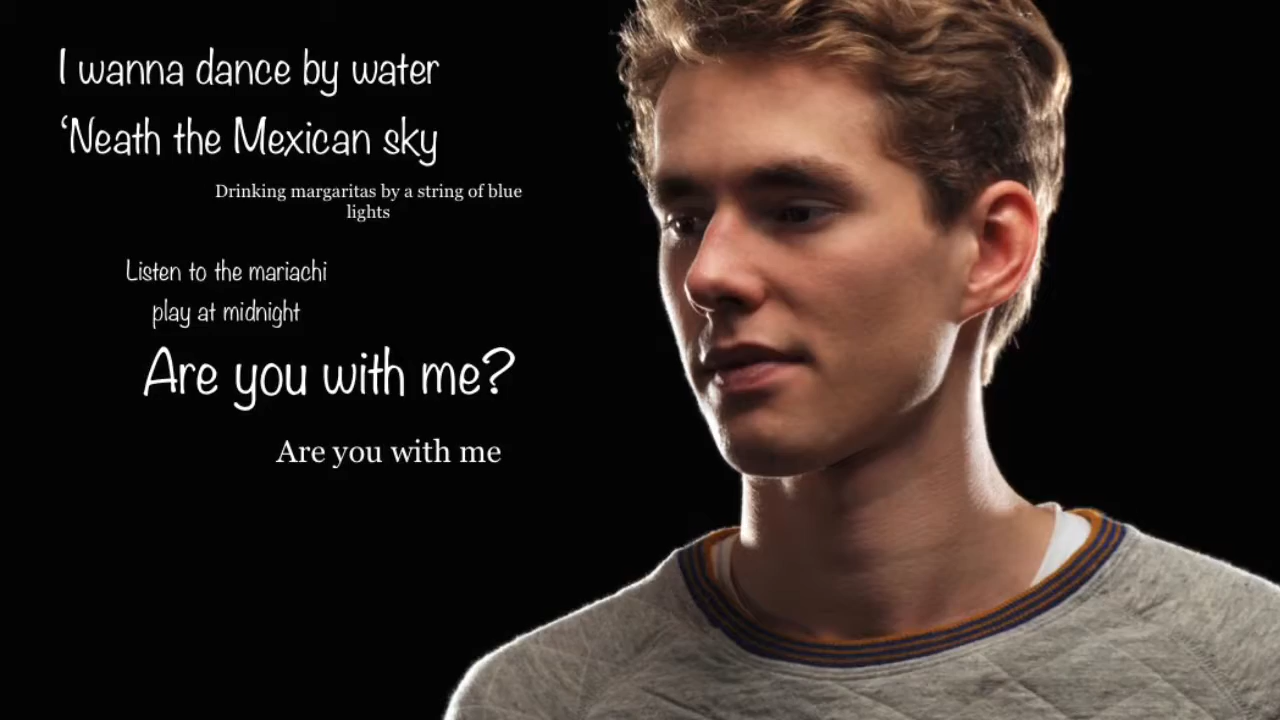 I wanna dance by water
‘Neath the Mexican sky
Drinking margaritas by a string of blue
lights
Listen to the mariachi
play at midnight
Are you with me?
Are you with me